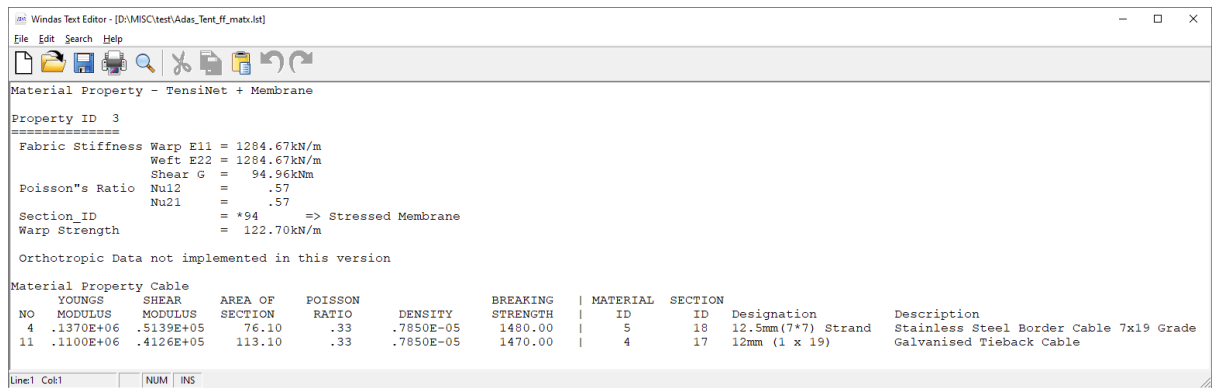 Windas Text Editor - [D:\MISC\test\Adas_Tent_ff_matx.lst]
File Edit Search Help
Material Property - TensiNet + Membrane
Property ID 3
==============
Fabric Stiffness Warp E11 = 1284.67kN/m
Weft E22 = 1284.67kN/m
Shear G = 94.96kNm
Poisson"s Ratio Nu12 = .57
Nu21 = .57
Section_ID = *94 => Stressed Membrane
Warp Strength = 122.70kN/m
Orthotropic Data not implemented in this version
Material Property Cable
YOUNGS SHEAR AREA OF POISSON BREAKING | MATERIAL SECTION
NO MODULUS MODULUS SECTION RATIO DENSITY STRENGTH | ID ID Designation Description
4 .1370E+06 .5139E+05 76.10 .33 .7850E-05 1480.00 | 5 18 12.5mm(7*7) Strand Stainless Steel Border Cable 7x19 Grade
11 .1100E+06 .4126E+05 113.10 .33 .7850E-05 1470.00 | 4 17 12mm (1 x 19) Galvanised Tieback Cable
Line:1 Col:1 NUM INS